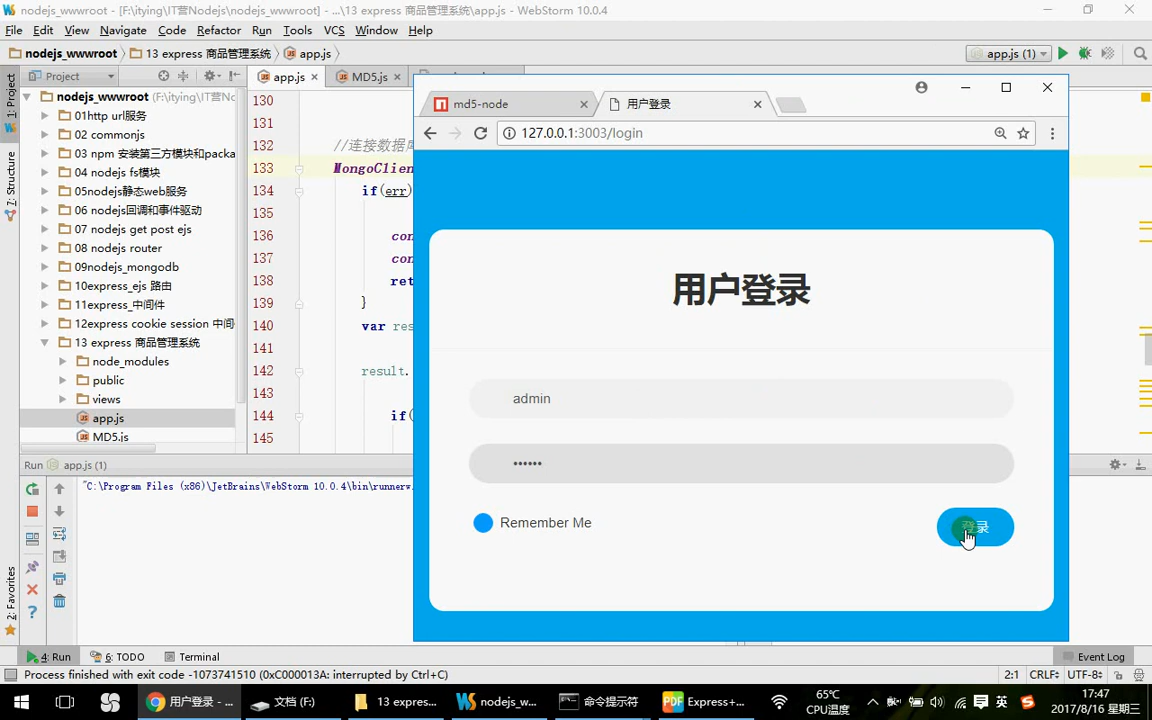 nodejs_wwwroot - [F:\itying\IT营Nodejs\nodejs_wwwroot] - ...\13 express 商品管理系统\app.js - WebStorm 10.0.4
File Edit View Navigate Code Refactor Run Tools VCS Window Help
nodejs_wwwroot 13 express 商品管理系统 app.js
app.js (1)
Project
app.js
MD5.js
1: Project
7: Structure
2: Favorites
nodejs_wwwroot (F:\itying\IT营Nc
01http url服务
02 commonjs
03 npm 安装第三方模块和packa
04 nodejs fs模块
05nodejs静态web服务
06 nodejs回调和事件驱动
07 nodejs get post ejs
08 nodejs router
09nodejs_mongodb
10express_ejs 路由
11express_中间件
12express cookie session 中间
13 express 商品管理系统
node_modules
public
views
app.js
MD5.js
130
131
132 //连接数据库
133 MongoClien
134 if(err)
135
136 con
137 con
138 ret
139 }
140 var res
141
142 result.
143
144 if(
145
md5-node
用户登录
127.0.0.1:3003/login
用户登录
admin
••••••
Remember Me
登录
Run app.js (1)
"C:\Program Files (x86)\JetBrains\WebStorm 10.0.4\bin\runnerw.
4: Run 6: TODO Terminal Event Log
Process finished with exit code -1073741510 (0xC000013A: interrupted by Ctrl+C)
2:1 CRLF÷ UTF-8÷
用户登录 - ...
文档 (F:)
13 expres...
nodejs_w...
命令提示符
Express+...
65℃
CPU温度
英
17:47
2017/8/16 星期三